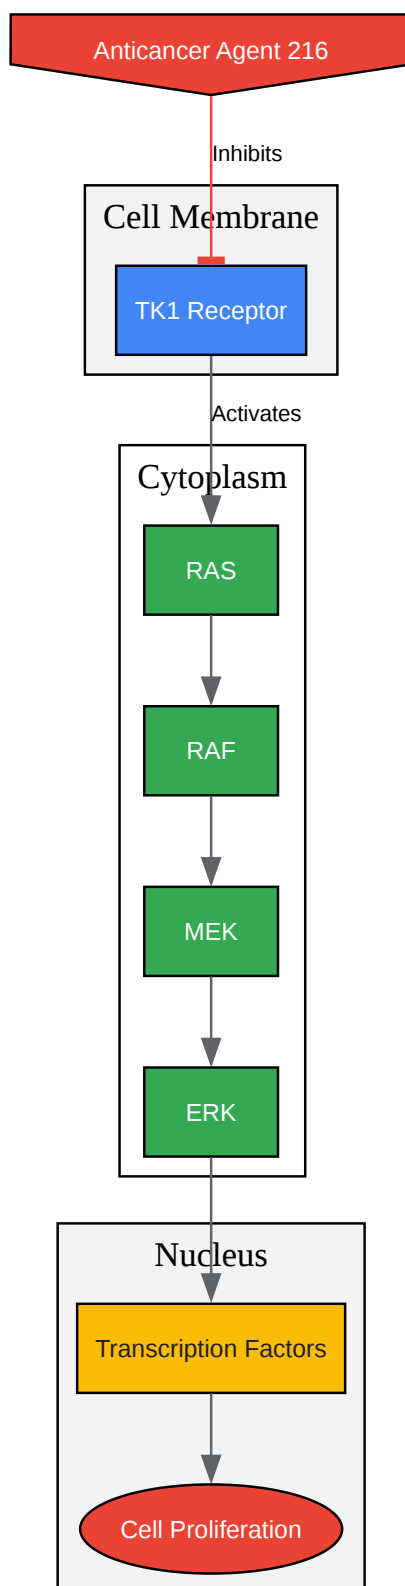 Anticancer Agent 216
Inhibits
Cell Membrane
TK1 Receptor
Activates
Cytoplasm
RAS
RAF
MEK
ERK
Nucleus
Transcription Factors
Cell Proliferation